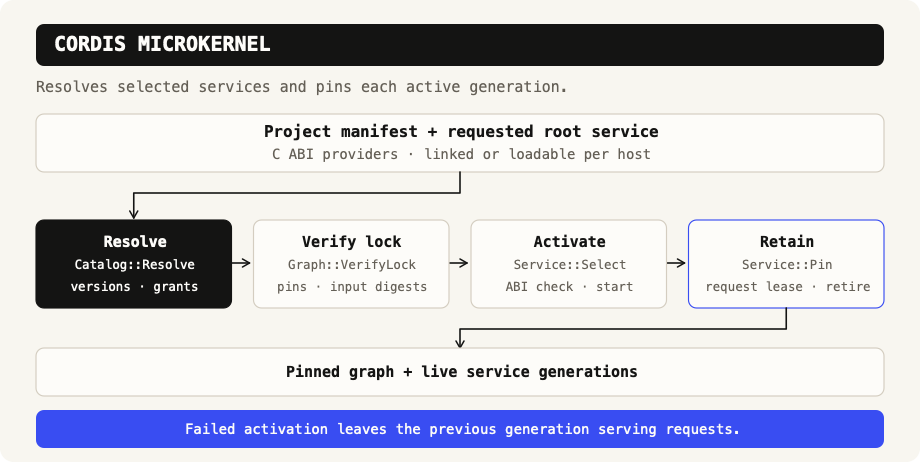 CORDIS MICROKERNEL
Resolves selected services and pins each active generation.
Project manifest + requested root service
C ABI providers · linked or loadable per host
Resolve
Catalog::Resolve
versions · grants
Verify lock
Graph::VerifyLock
pins · input digests
Activate
Service::Select
ABI check · start
Retain
Service::Pin
request lease · retire
Pinned graph + live service generations
Failed activation leaves the previous generation serving requests.